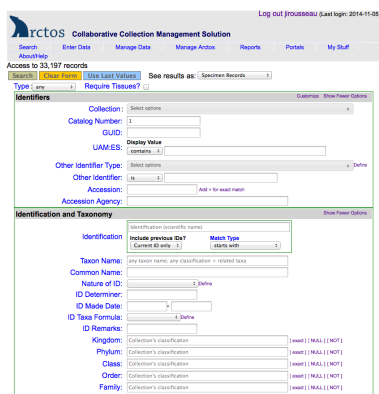 Log out jlrousseau (Last login: 2014-11-05
Arctos Collaborative Collection Management Solution
Search Enter Data Manage Data Manage Arctos Reports Portals My Stuff
About/Help
Access to 33,197 records
Search Clear Form Use Last Values See results as: Specimen Records
Type: any Require Tissues?
Identifiers Customize Show Fewer Options
Collection: Select options
Catalog Number: 1
GUID:
Display Value
UAM:ES: contains
Other Identifier Type: Select options Define
Other Identifier: is
Accession: Add = for exact match
Accession Agency:
Identification and Taxonomy Show Fewer Options
Identification (scientific name)
Identification Include previous IDs? Match Type
Current ID only starts with
Taxon Name: any taxon name; any classification + related taxa
Common Name:
Nature of ID: Define
ID Determiner:
ID Made Date: -
ID Taxa Formula: Define
ID Remarks:
Kingdom: Collection's classification [ exact ] [ NULL ] [ NOT ]
Phylum: Collection's classification [ exact ] [ NULL ] [ NOT ]
Class: Collection's classification [ exact ] [ NULL ] [ NOT ]
Order: Collection's classification [ exact ] [ NULL ] [ NOT ]
Family: Collection's classification [ exact ] [ NULL ] [ NOT ]